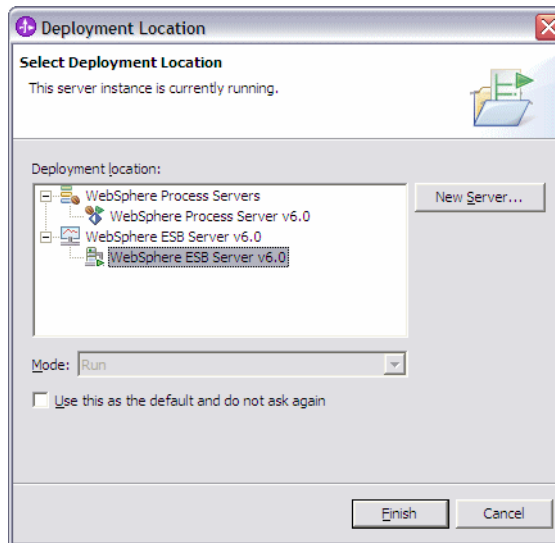 Deployment Location
Select Deployment Location
This server instance is currently running.
Deployment location:
WebSphere Process Servers
WebSphere Process Server v6.0
WebSphere ESB Server v6.0
WebSphere ESB Server v6.0
New Server...
Mode: Run
Use this as the default and do not ask again
Finish
Cancel